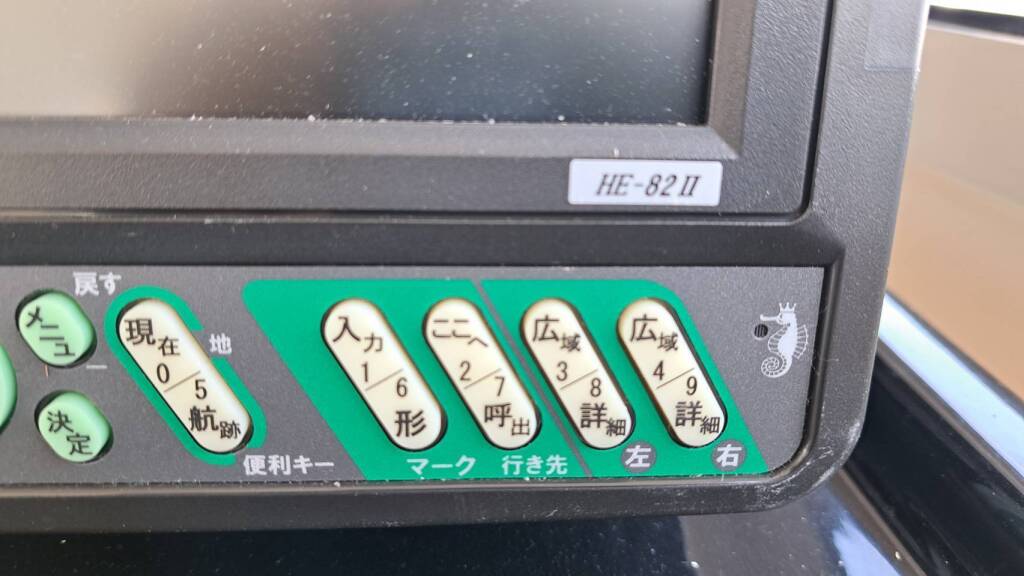 HE-82II
戻す
メニュー
決定
現在
0/5
航跡
地
便利キー
入力
1/6
形
マーク
ここへ
2/7
呼出
行き先
広域
3/8
詳細
左
広域
4/9
詳細
右